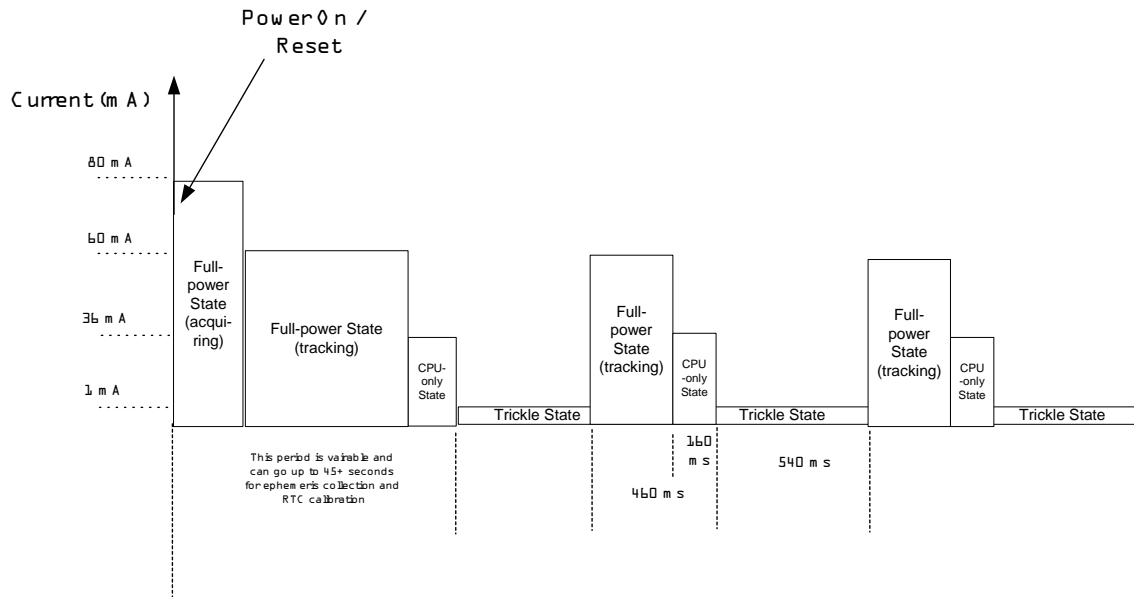 Power On /
Reset
Current (mA)
80 mA
60 mA
36 mA
1 mA
Full-
power
State
(acqui-
ring)
Full-power State
(tracking)
CPU-
only
State
Trickle State
Full-
power
State
(tracking)
CPU
-only
State
Trickle State
Full-
power
State
(tracking)
CPU
-only
State
Trickle State
This period is vairable and
can go up to 45+ seconds
for ephemeris collection and
RTC calibration
160
ms
460 ms
540 ms